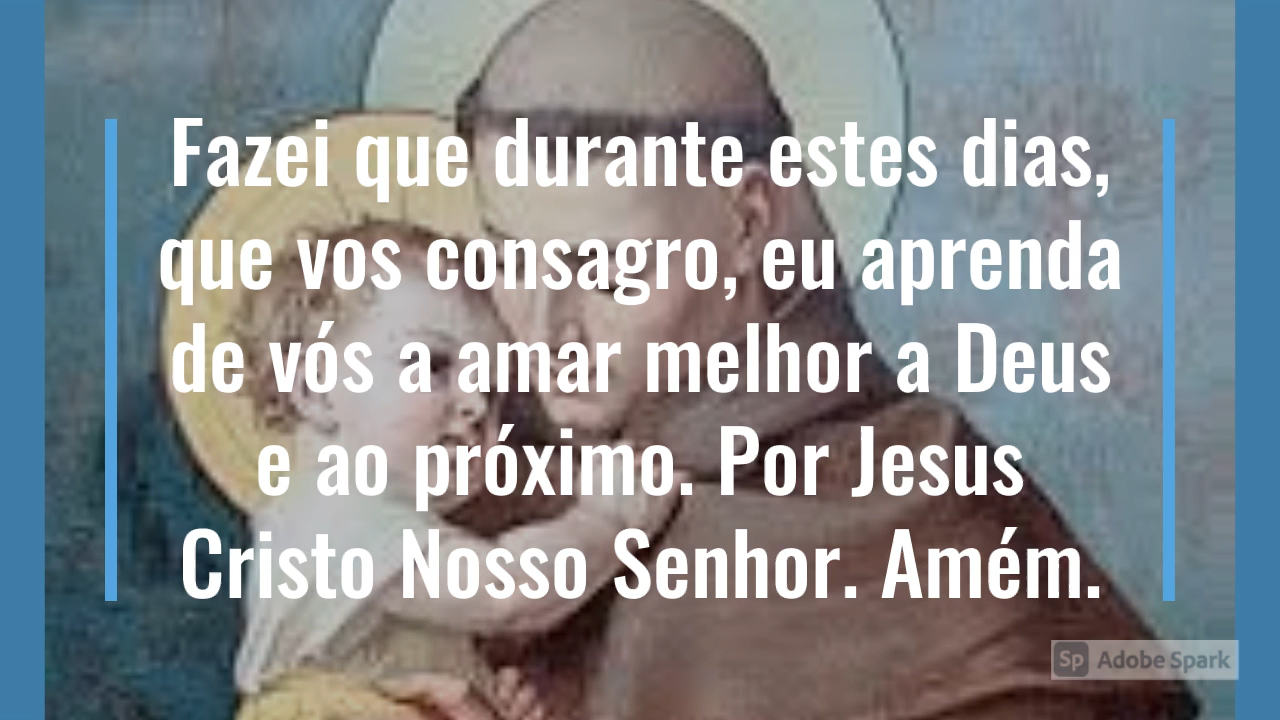 Fazei que durante estes dias,
que vos consagro, eu aprenda
de vós a amar melhor a Deus
e ao próximo. Por Jesus
Cristo Nosso Senhor. Amém.
Sp Adobe Spark